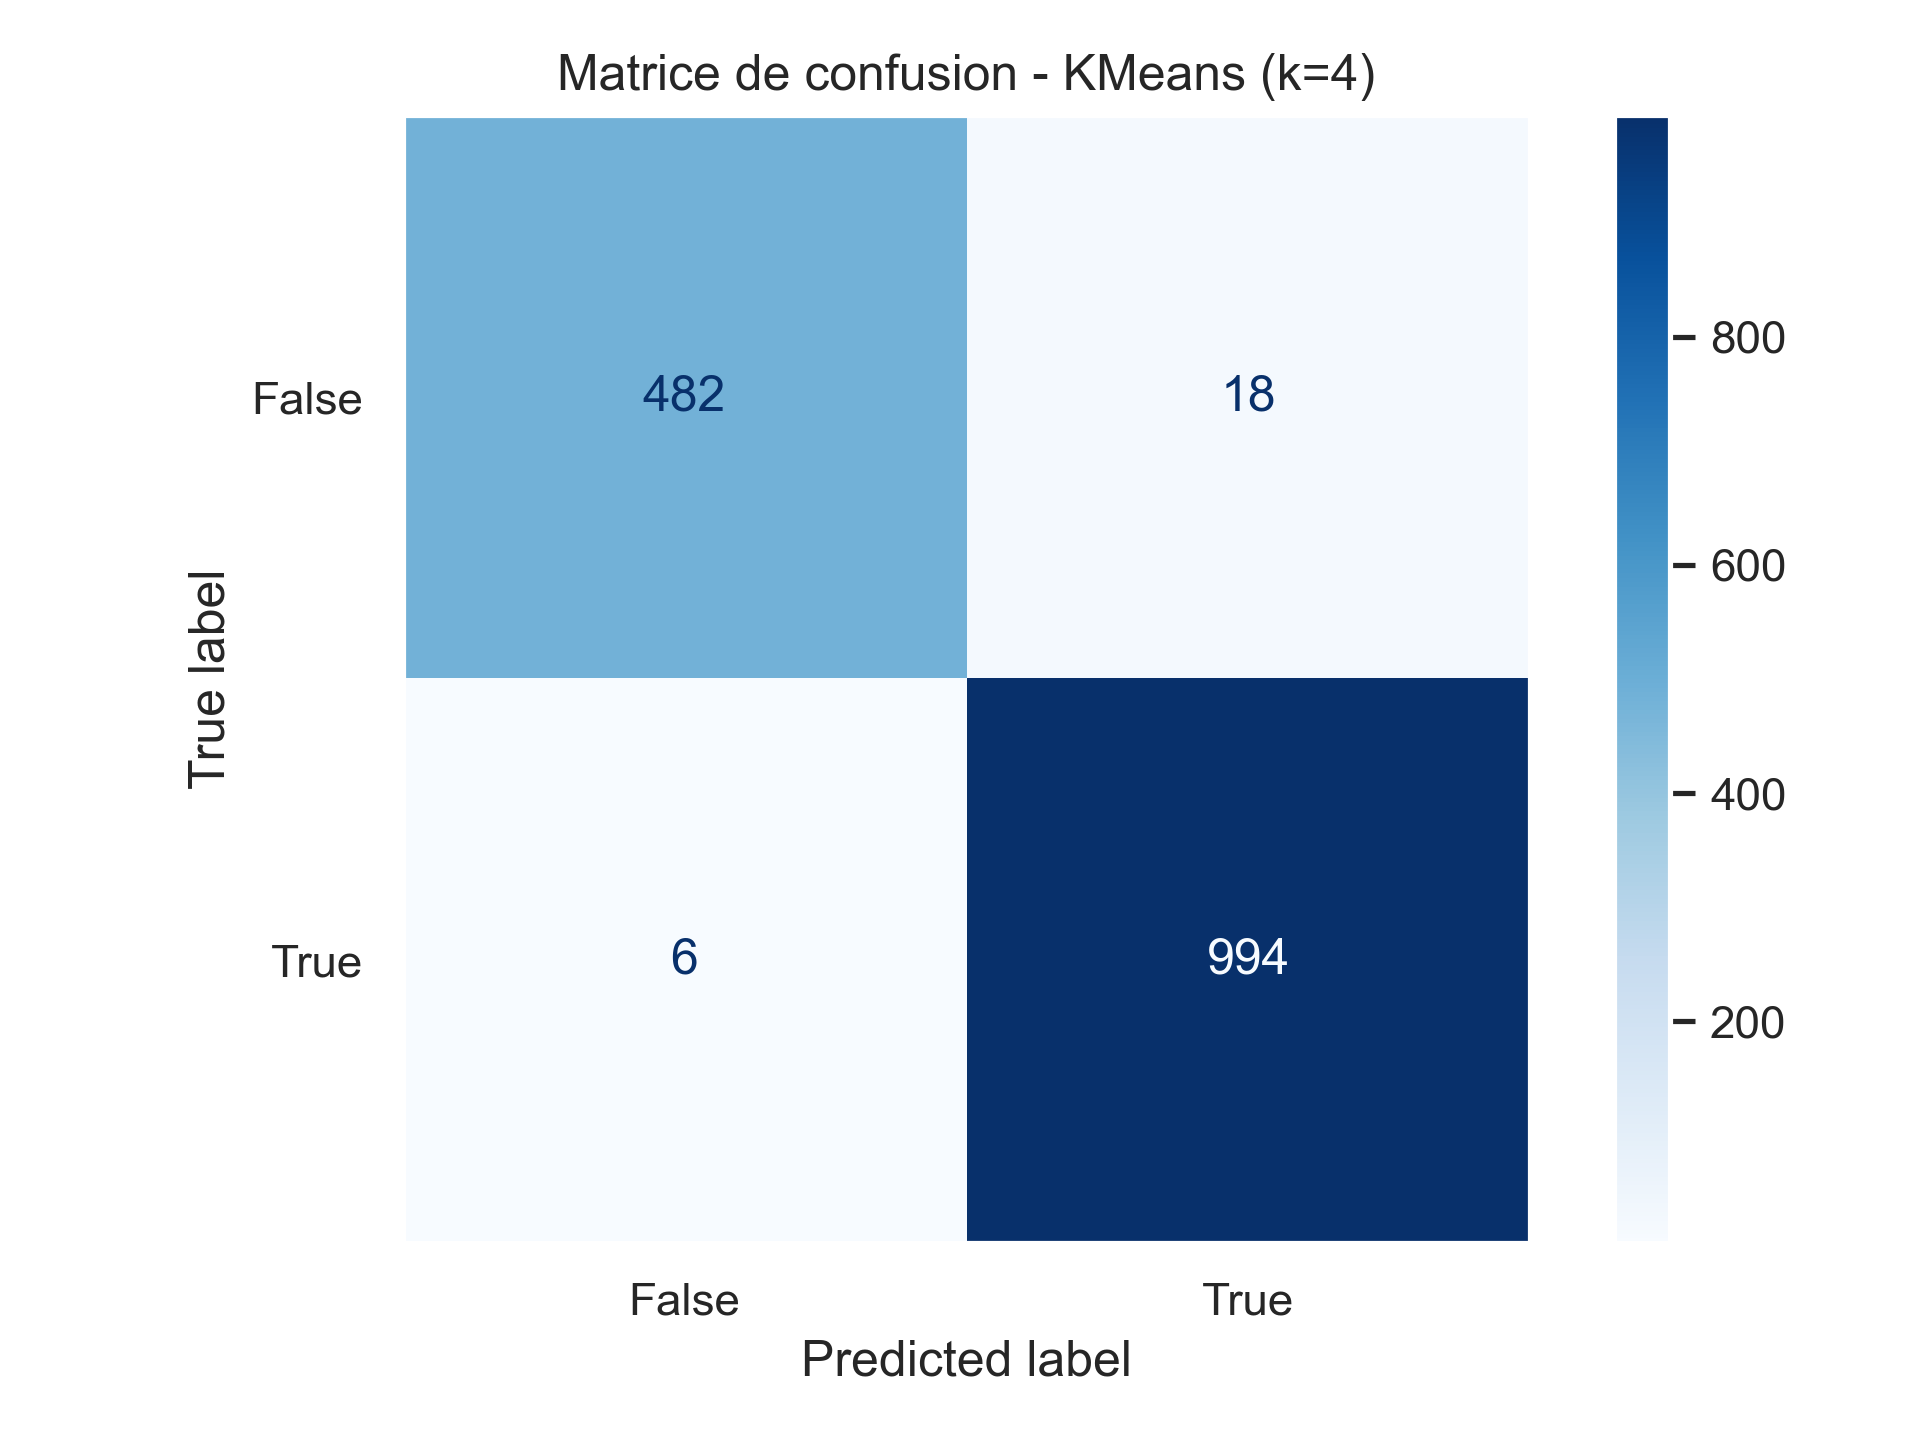 Matrice de confusion - KMeans (k=4)
True label
False
482
18
True
6
994
False
True
Predicted label
800
600
400
200